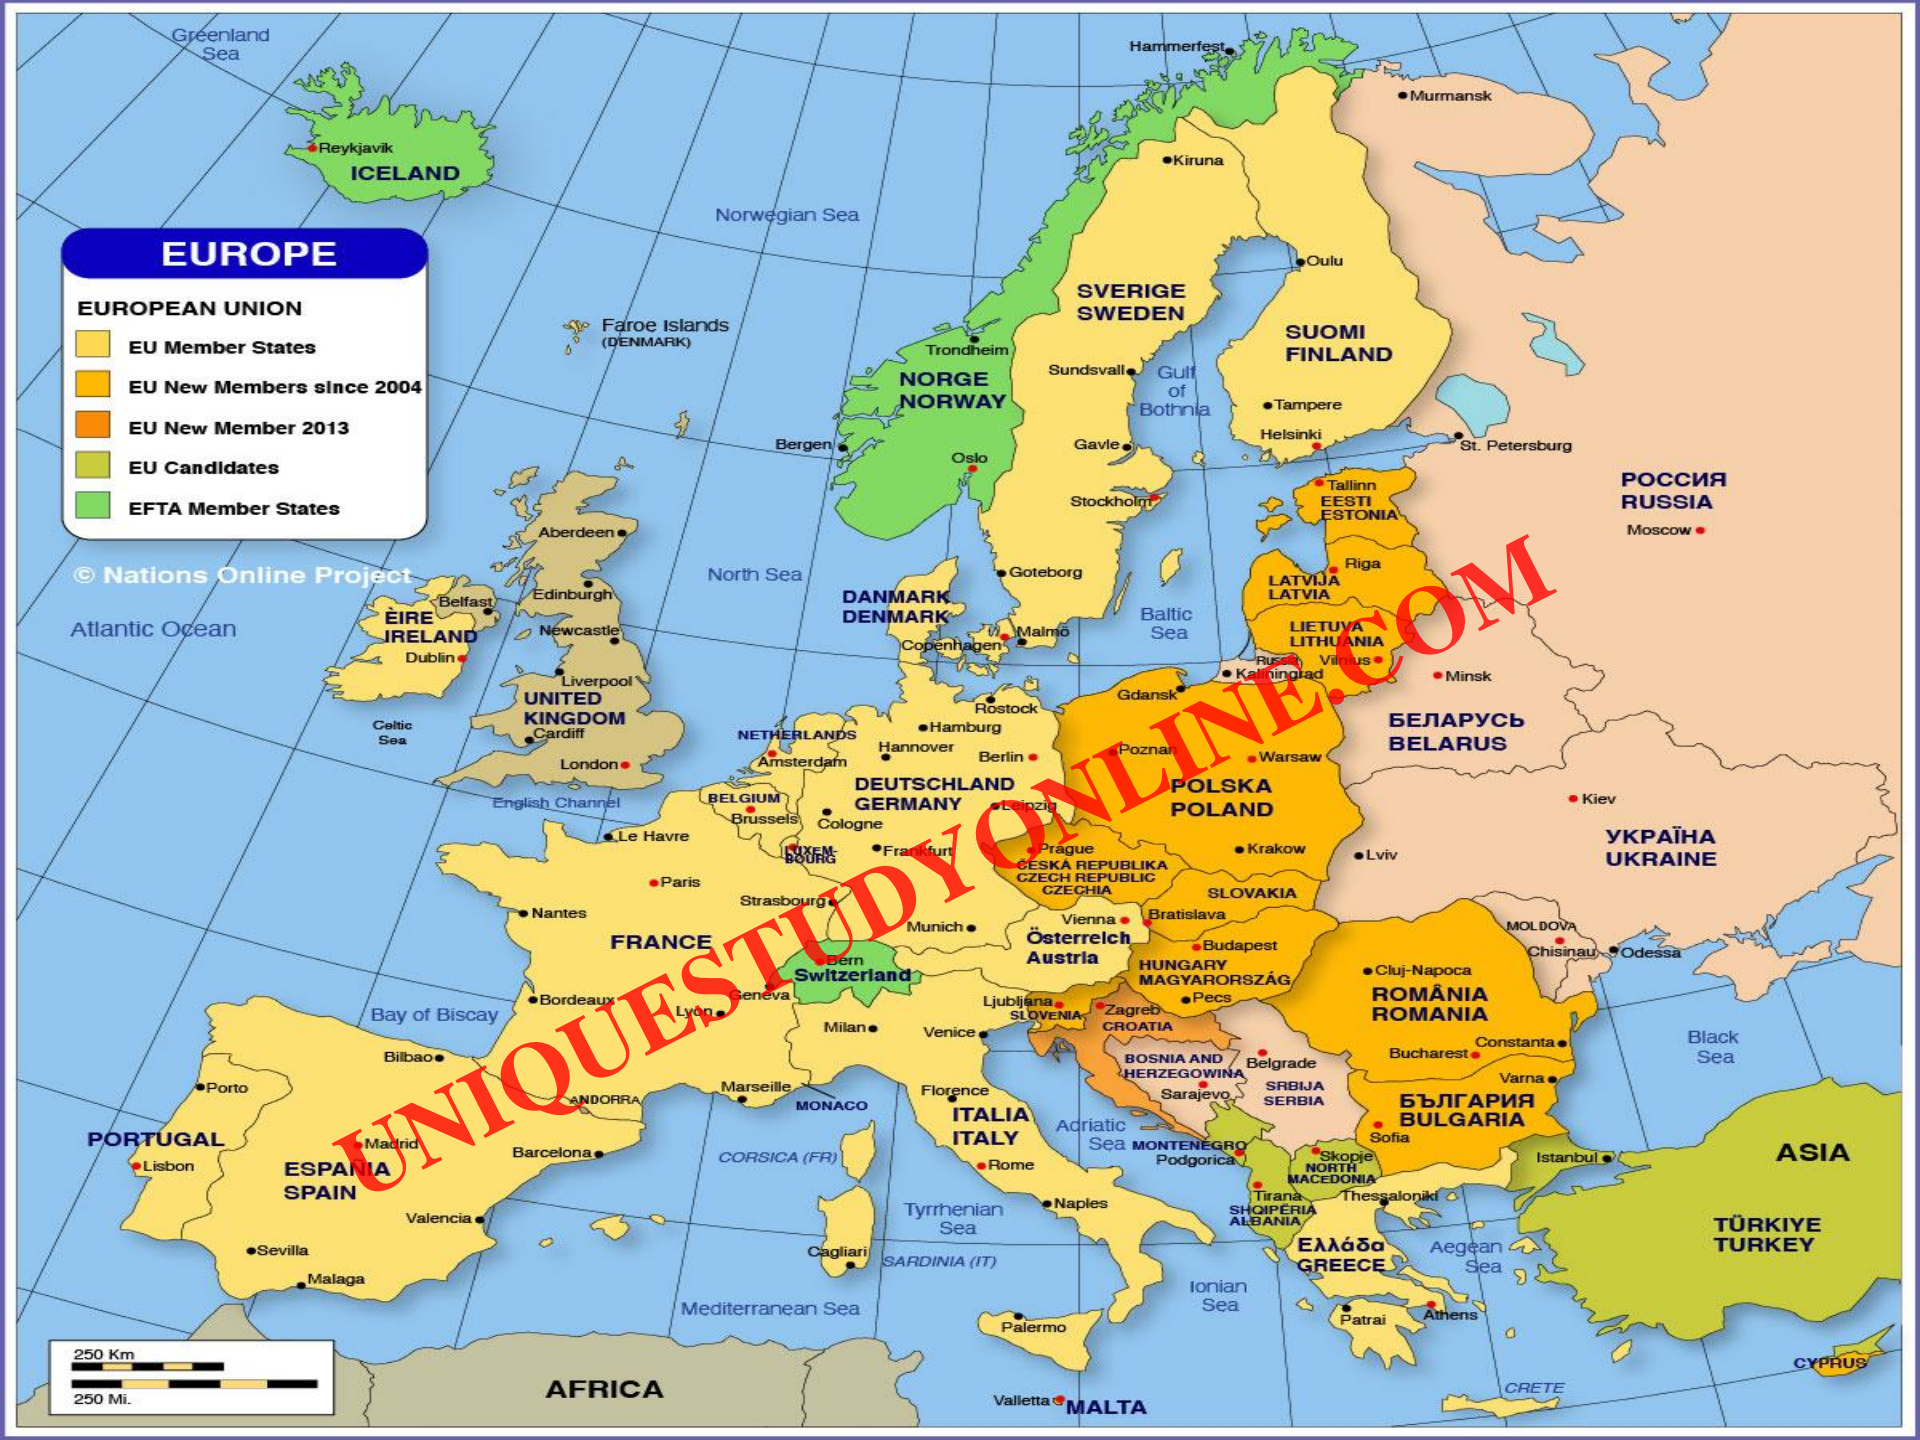 Greenland
Sea
Hammerfest
Murmansk
Reykjavik
ICELAND
Kiruna
Norwegian Sea
EUROPE
EUROPEAN UNION
EU Member States
EU New Members since 2004
EU New Member 2013
EU Candidates
EFTA Member States
Oulu
SVERIGE
SWEDEN
SUOMI
FINLAND
Faroe Islands
(DENMARK)
Trondheim
NORGE
NORWAY
Sundsvall
Gulf
of
Bothnia
Tampere
Helsinki
Bergen
Oslo
Gavle
St. Petersburg
Stockholm
Tallinn
EESTI
ESTONIA
РОССИЯ
RUSSIA
Moscow
Aberdeen
© Nations Online Project
North Sea
Goteborg
Riga
LATVIJA
LATVIA
Edinburgh
Belfast
ÈIRE
IRELAND
Dublin
Atlantic Ocean
Newcastle
DANMARK
DENMARK
Copenhagen
Malmö
Baltic
Sea
LIETUVA
LITHUANIA
Russia
Vilnius
Kaliningrad
Minsk
Liverpool
UNITED
KINGDOM
Cardiff
London
Celtic
Sea
English Channel
Gdansk
Rostock
Hamburg
NETHERLANDS
Amsterdam
Hannover
Berlin
Poznan
Warsaw
БЕЛАРУСЬ
BELARUS
DEUTSCHLAND
GERMANY
Leipzig
POLSKA
POLAND
BELGIUM
Brussels
Cologne
Kiev
УКРАЇНА
UKRAINE
Le Havre
LUXEM-
BOURG
Frankfurt
Prague
Krakow
Lviv
ČESKÁ REPUBLIKA
CZECH REPUBLIC
CZECHIA
Paris
Strasbourg
SLOVAKIA
Nantes
FRANCE
Munich
Vienna
Bratislava
Österreich
Austria
Budapest
HUNGARY
MAGYARORSZÁG
Pecs
MOLDOVA
Chisinau
Odessa
Bern
Switzerland
Geneva
Cluj-Napoca
ROMÂNIA
ROMANIA
Bordeaux
Lyon
Bay of Biscay
Milan
Venice
Ljubljana
SLOVENIA
Zagreb
CROATIA
Bucharest
Constanta
Black
Sea
Bilbao
BOSNIA AND
HERZEGOWINA
Sarajevo
Belgrade
SRBIJA
SERBIA
Varna
БЪЛГАРИЯ
BULGARIA
Sofia
Porto
Marseille
ANDORRA
MONACO
Florence
ITALIA
ITALY
Adriatic
Sea
MONTENEGRO
Podgorica
Skopje
NORTH
MACEDONIA
Istanbul
ASIA
PORTUGAL
Lisbon
Madrid
ESPAÑIA
SPAIN
Barcelona
CORSICA (FR)
Rome
Naples
Tirana
SHQIPËRIA
ALBANIA
Thessaloniki
Valencia
Tyrrhenian
Sea
TÜRKIYE
TURKEY
Sevilla
Malaga
Cagliari
SARDINIA (IT)
Ελλάδα
GREECE
Aegean
Sea
Ionian
Sea
Mediterranean Sea
Palermo
Patrai
Athens
250 Km
250 Mi.
AFRICA
Valletta
MALTA
CRETE
CYPRUS
UNIQUESTUDYONLINE.COM